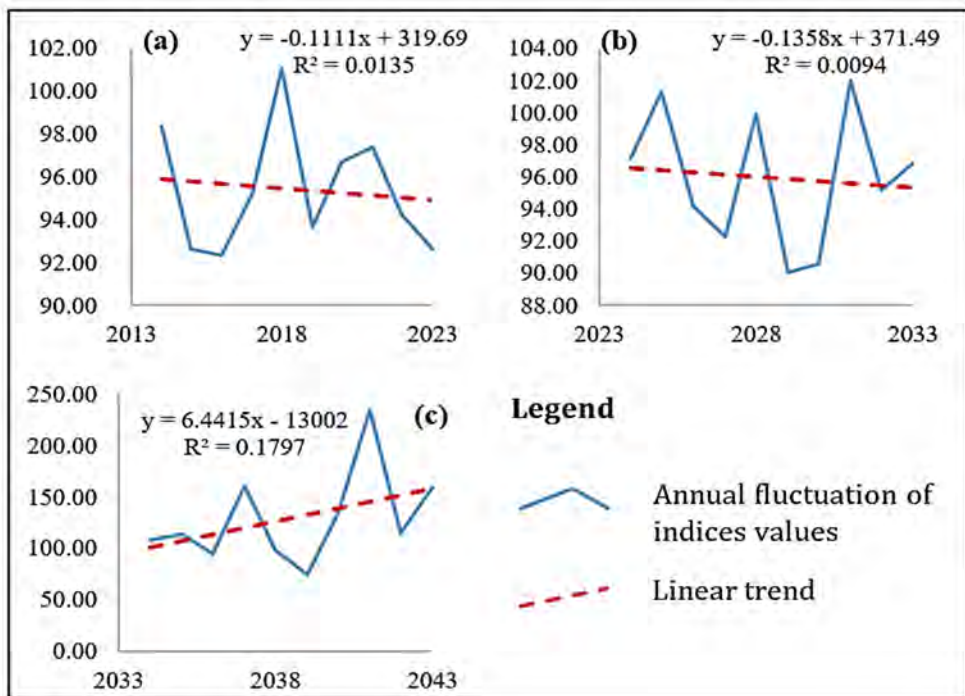 (a)
y = -0.1111x + 319.69
R² = 0.0135
102.00
100.00
98.00
96.00
94.00
92.00
90.00
2013
2018
2023
(b)
y = -0.1358x + 371.49
R² = 0.0094
104.00
102.00
100.00
98.00
96.00
94.00
92.00
90.00
88.00
2023
2028
2033
(c)
y = 6.4415x - 13002
R² = 0.1797
250.00
200.00
150.00
100.00
50.00
0.00
2033
2038
2043
Legend
Annual fluctuation of
indices values
Linear trend